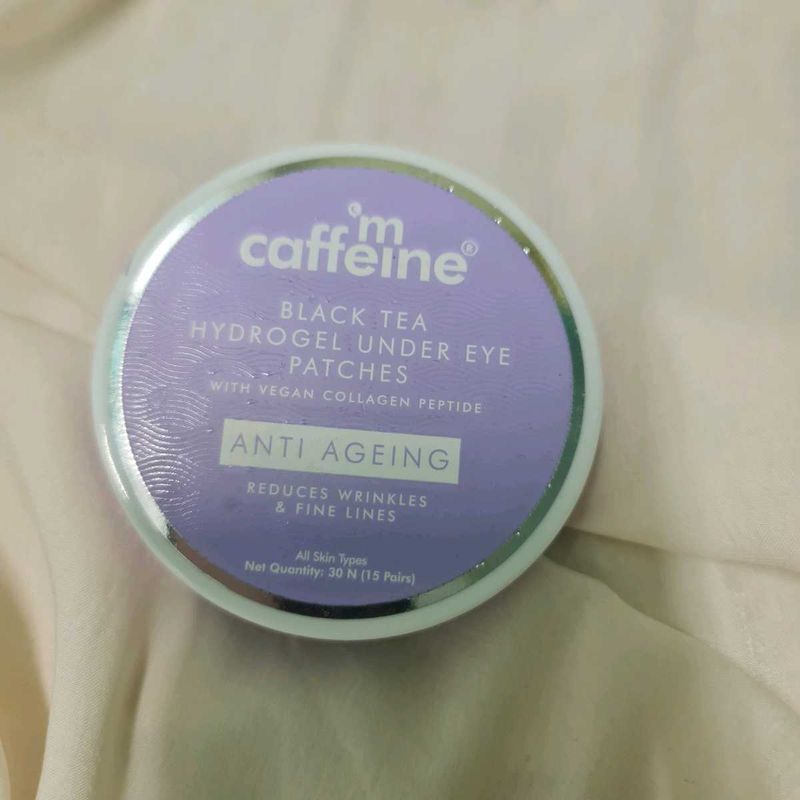 m
caffeine®
BLACK TEA
HYDROGEL UNDER EYE
PATCHES
WITH VEGAN COLLAGEN PEPTIDE
ANTI AGEING
REDUCES WRINKLES
& FINE LINES
All Skin Types
Net Quantity: 30 N (15 Pairs)